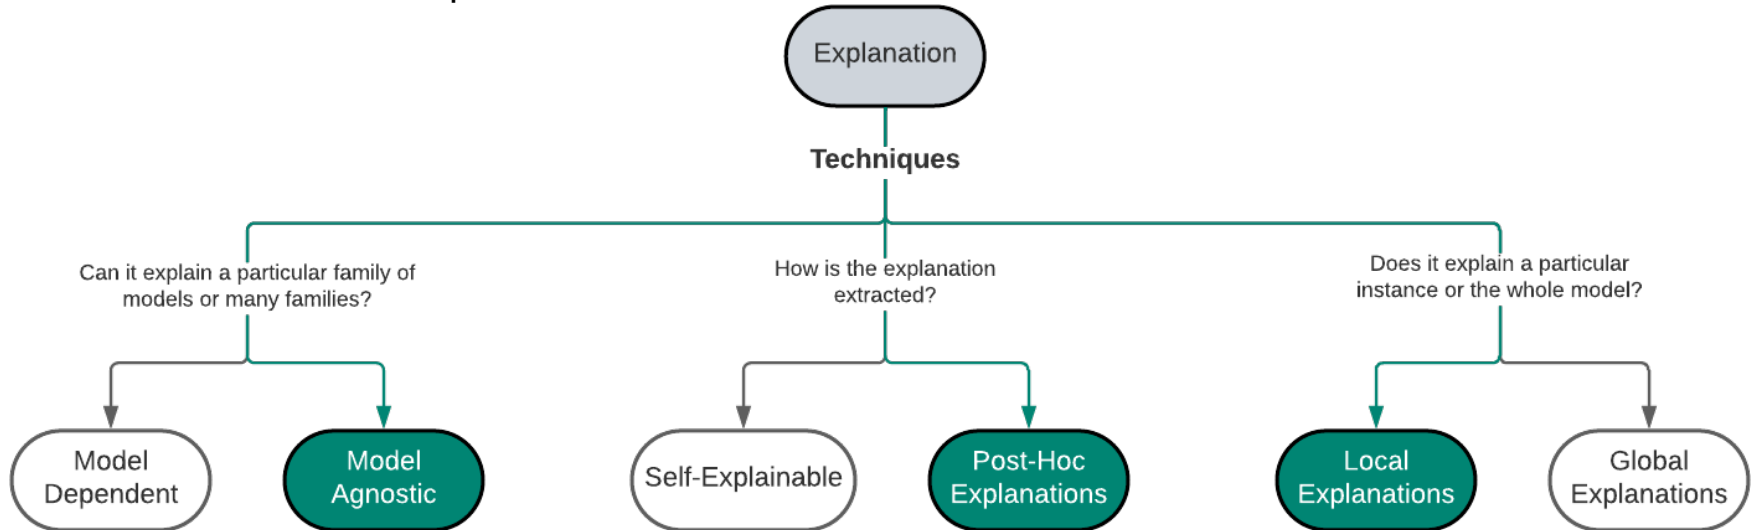 Explanation
Techniques
Can it explain a particular family of
models or many families?
How is the explanation
extracted?
Does it explain a particular
instance or the whole model?
Model
Dependent
Model
Agnostic
Self-Explainable
Post-Hoc
Explanations
Local
Explanations
Global
Explanations